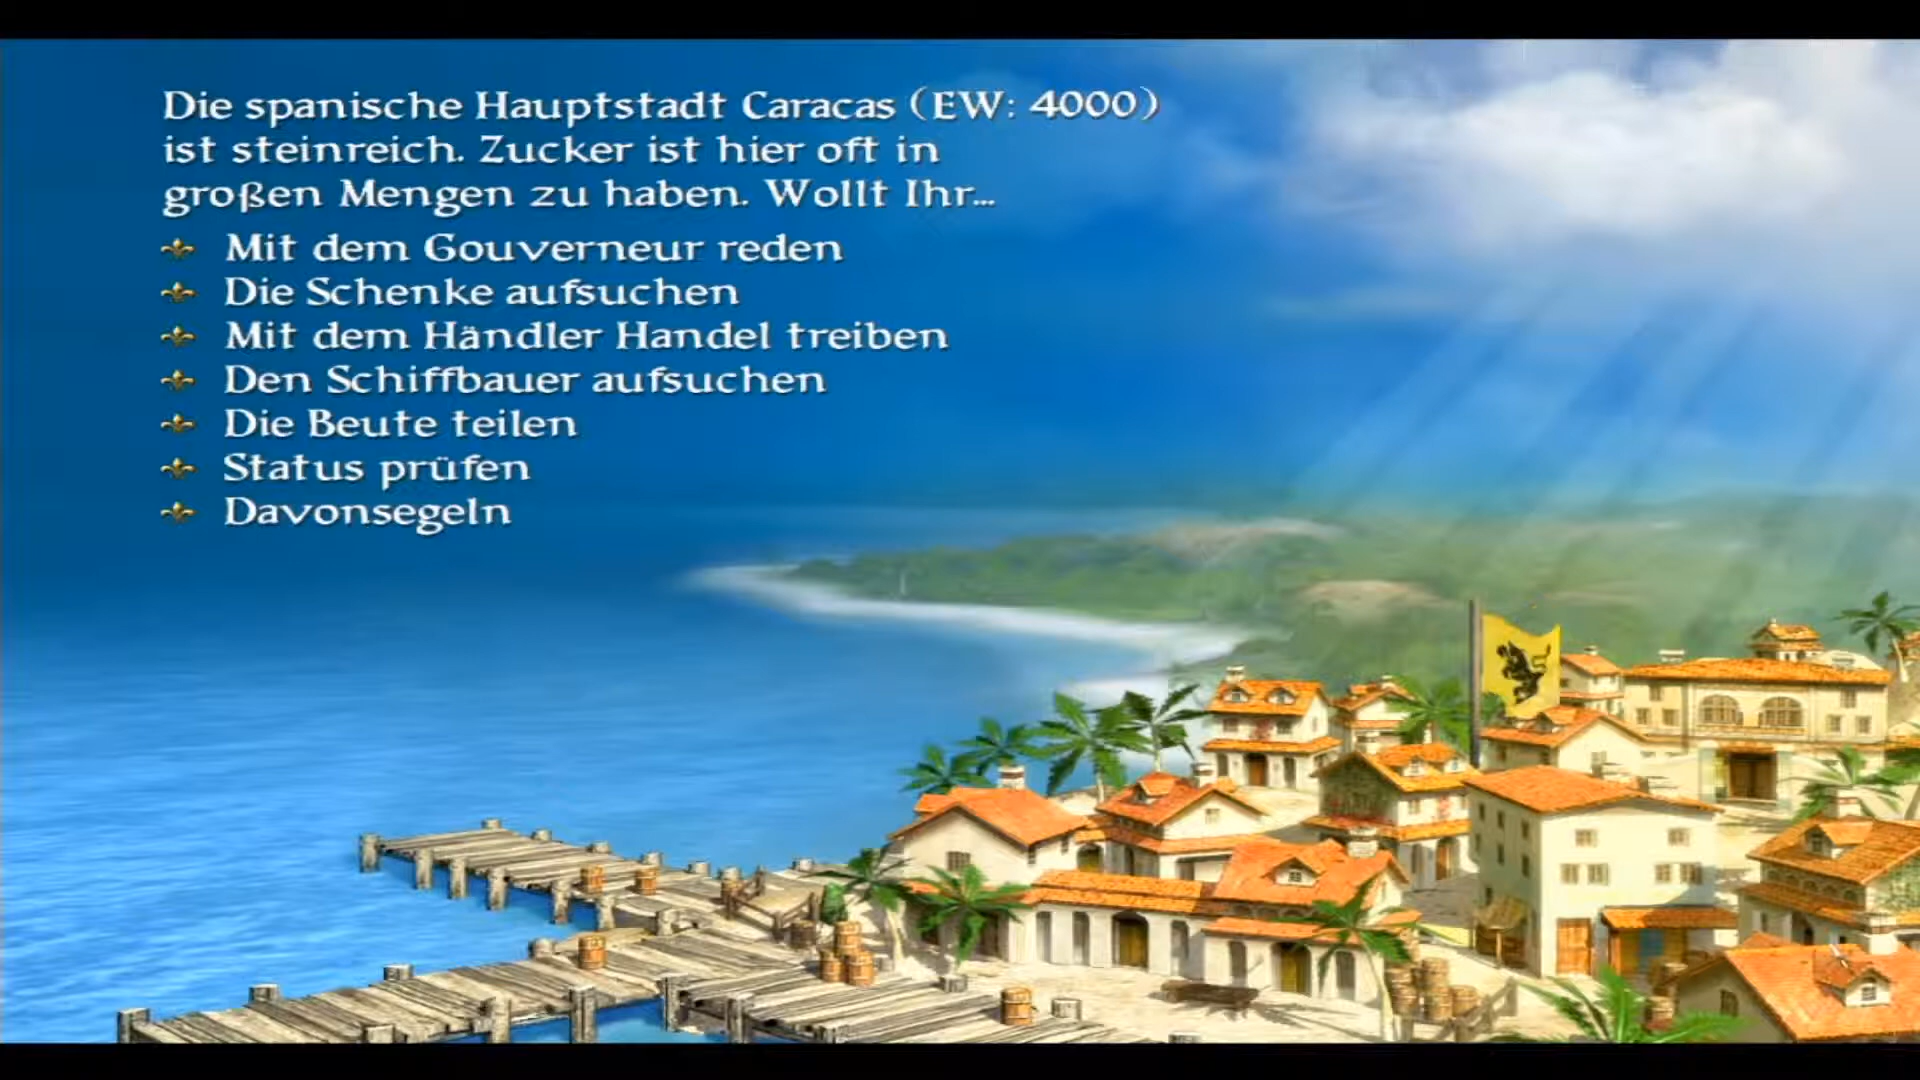 Die spanische Hauptstadt Caracas (EW: 4000)
ist steinreich. Zucker ist hier oft in
großen Mengen zu haben. Wollt Ihr...
Mit dem Gouverneur reden
Die Schenke aufsuchen
Mit dem Händler Handel treiben
Den Schiffbauer aufsuchen
Die Beute teilen
Status prüfen
Davonsegeln